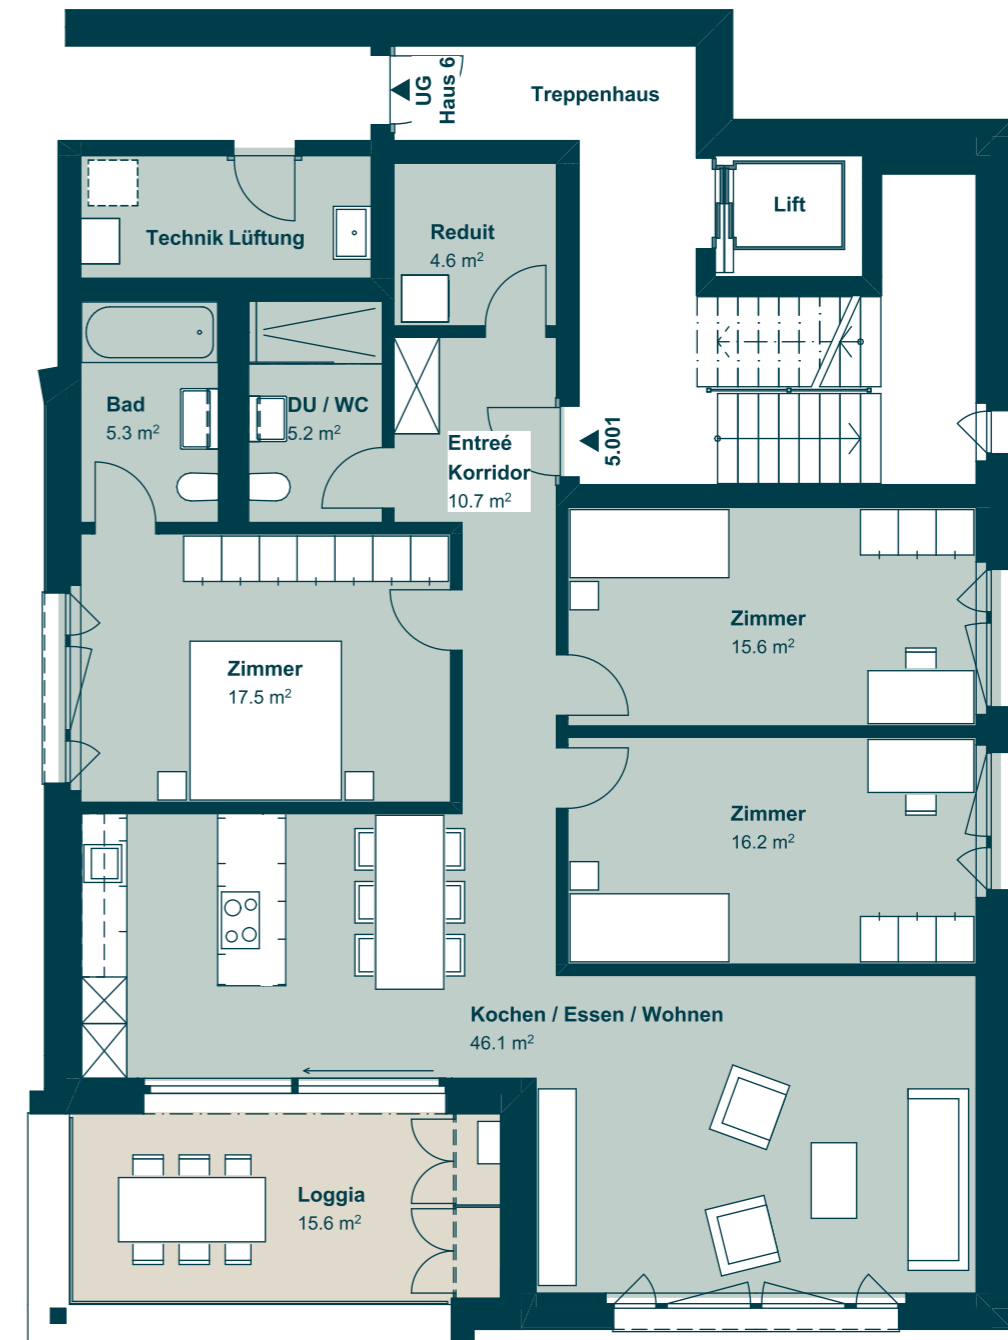 UG
Haus 6
Treppenhaus
Lift
Technik Lüftung
Reduit
4.6 m²
Bad
5.3 m²
DU / WC
5.2 m²
Entreé
Korridor
10.7 m²
5.001
Zimmer
15.6 m²
Zimmer
17.5 m²
Zimmer
16.2 m²
Kochen / Essen / Wohnen
46.1 m²
Loggia
15.6 m²